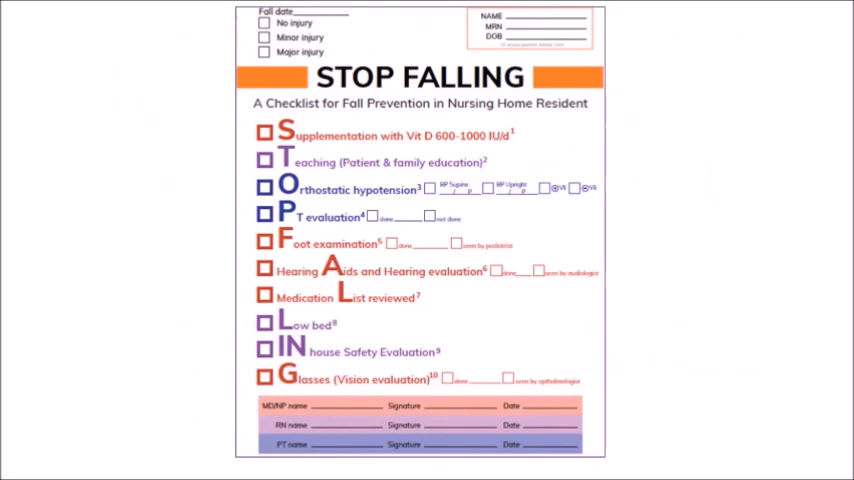 Fall date
No injury
Minor injury
Major injury
NAME
MRN
DOB
STOP FALLING
A Checklist for Fall Prevention in Nursing Home Resident
Supplementation with Vit D 600-1000 IU/d1
Teaching (Patient & family education)2
Orthostatic hypotension3 BP Supine / P BP Upright / P
PT evaluation4 done not done
Foot examination5 done seen by podiatrist
Hearing Aids and Hearing evaluation6 done seen by audiologist
Medication List reviewed7
Low bed8
IN house Safety Evaluation9
Glasses (Vision evaluation)10 done seen by opthalmologist
MD/NP name Signature Date
RN name Signature Date
PT name Signature Date